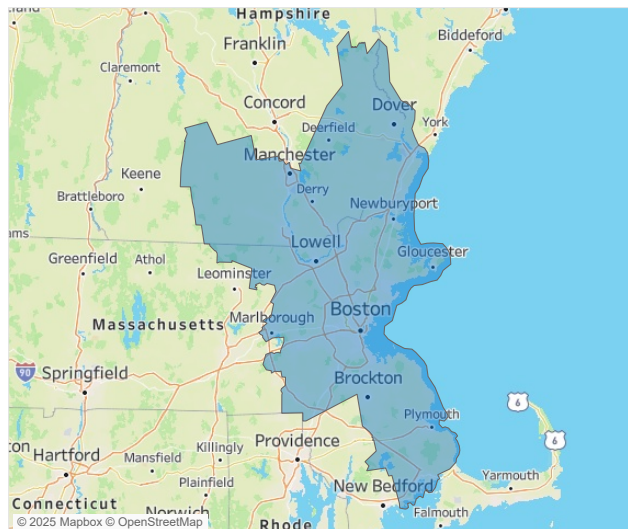 Hampshire
Biddeford
Franklin
Claremont
Concord
Dover
York
Deerfield
Manchester
Keene
Derry
Brattleboro
Newburyport
ams
Lowell
Gloucester
Greenfield
Athol
Leominster
Boston
Marlborough
Massachusetts
90
Springfield
Brockton
6
Plymouth
6
Providence
ton
Killingly
Hartford
Mansfield
Yarmouth
Plainfield
New Bedford
Connecticut
Falmouth
Norwich
© 2025 Mapbox © OpenStreetMap
Rhode